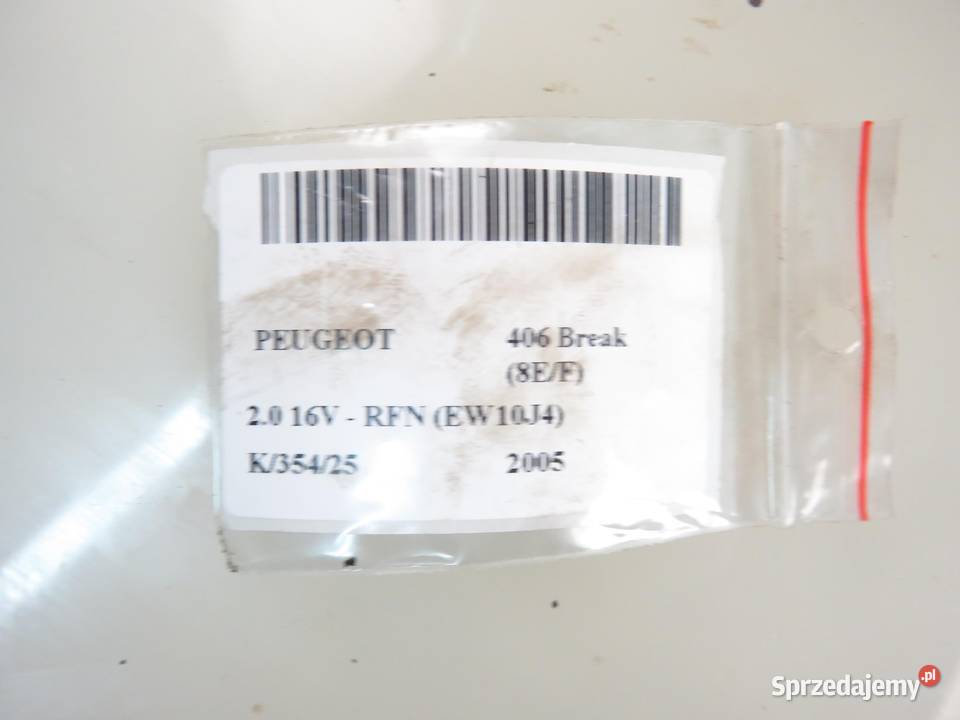 PEUGEOT 406 Break
(8E/F)
2.0 16V - RFN (EW10J4)
K/354/25 2005
Sprzedajemy.pl